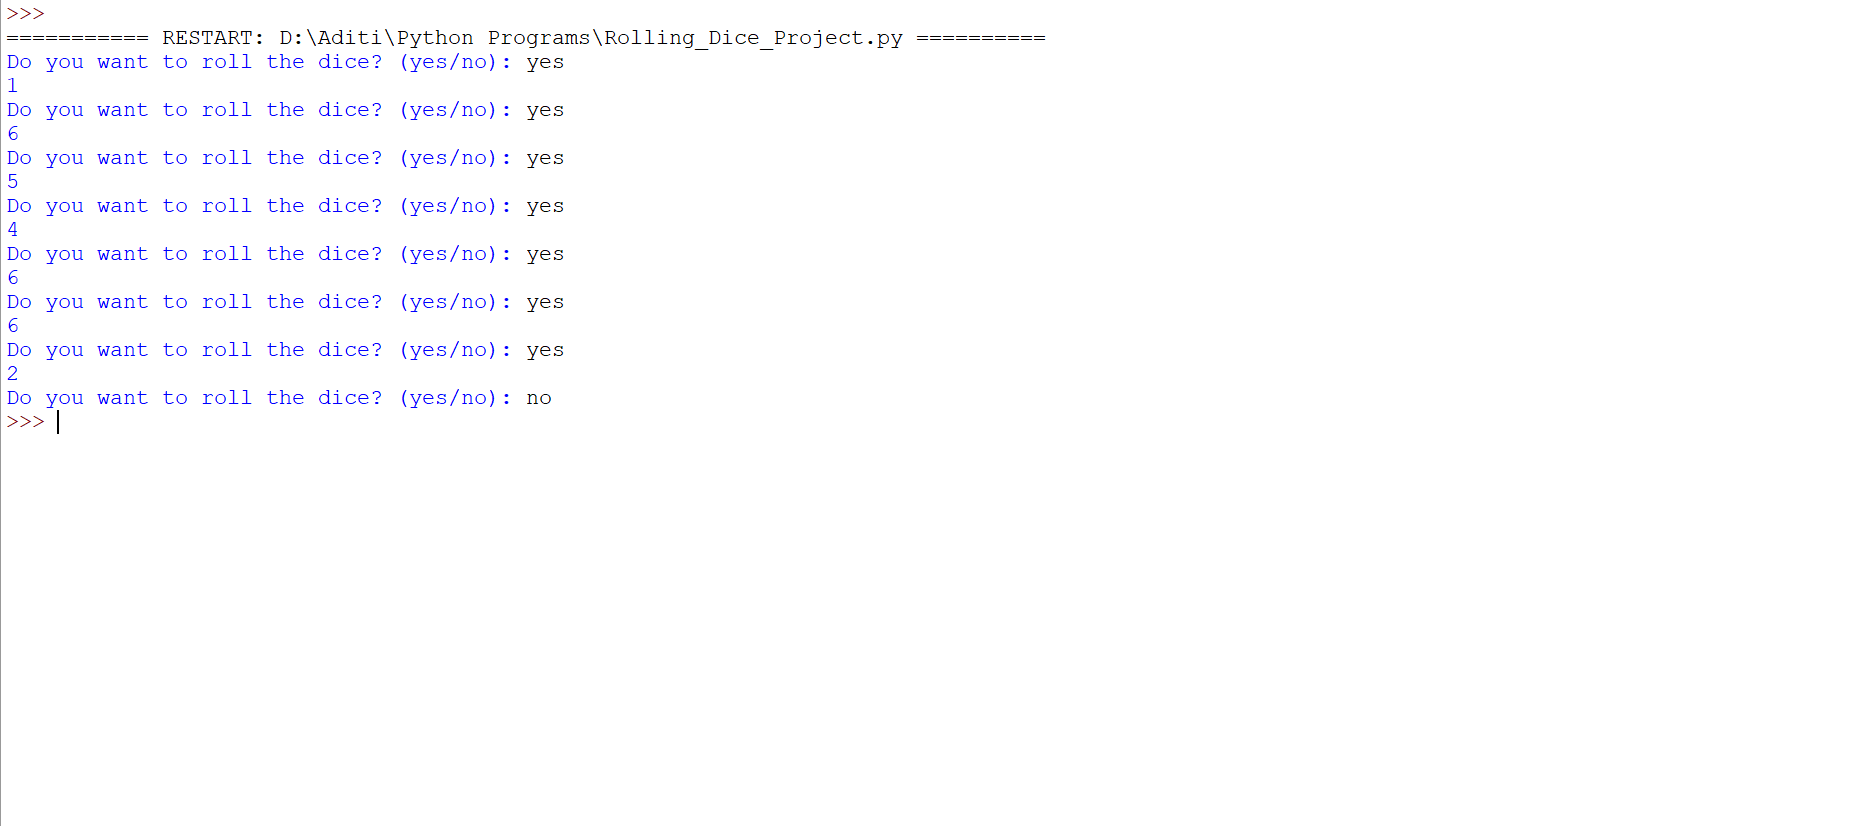 >>>
=========== RESTART: D:\Aditi\Python Programs\Rolling_Dice_Project.py ==========
Do you want to roll the dice? (yes/no): yes
1
Do you want to roll the dice? (yes/no): yes
6
Do you want to roll the dice? (yes/no): yes
5
Do you want to roll the dice? (yes/no): yes
4
Do you want to roll the dice? (yes/no): yes
6
Do you want to roll the dice? (yes/no): yes
6
Do you want to roll the dice? (yes/no): yes
2
Do you want to roll the dice? (yes/no): no
>>>